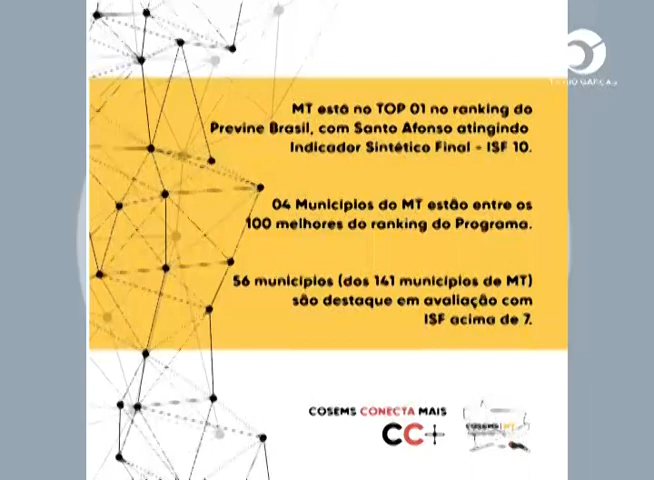 MT está no TOP 01 no ranking do
Previne Brasil, com Santo Afonso atingindo
Indicador Sintético Final - ISF 10.
04 Municípios do MT estão entre os
100 melhores do ranking do Programa.
56 municípios (dos 141 municípios de MT)
são destaque em avaliação com
ISF acima de 7.
COSEMS CONECTA MAIS
CC+
COSEMS